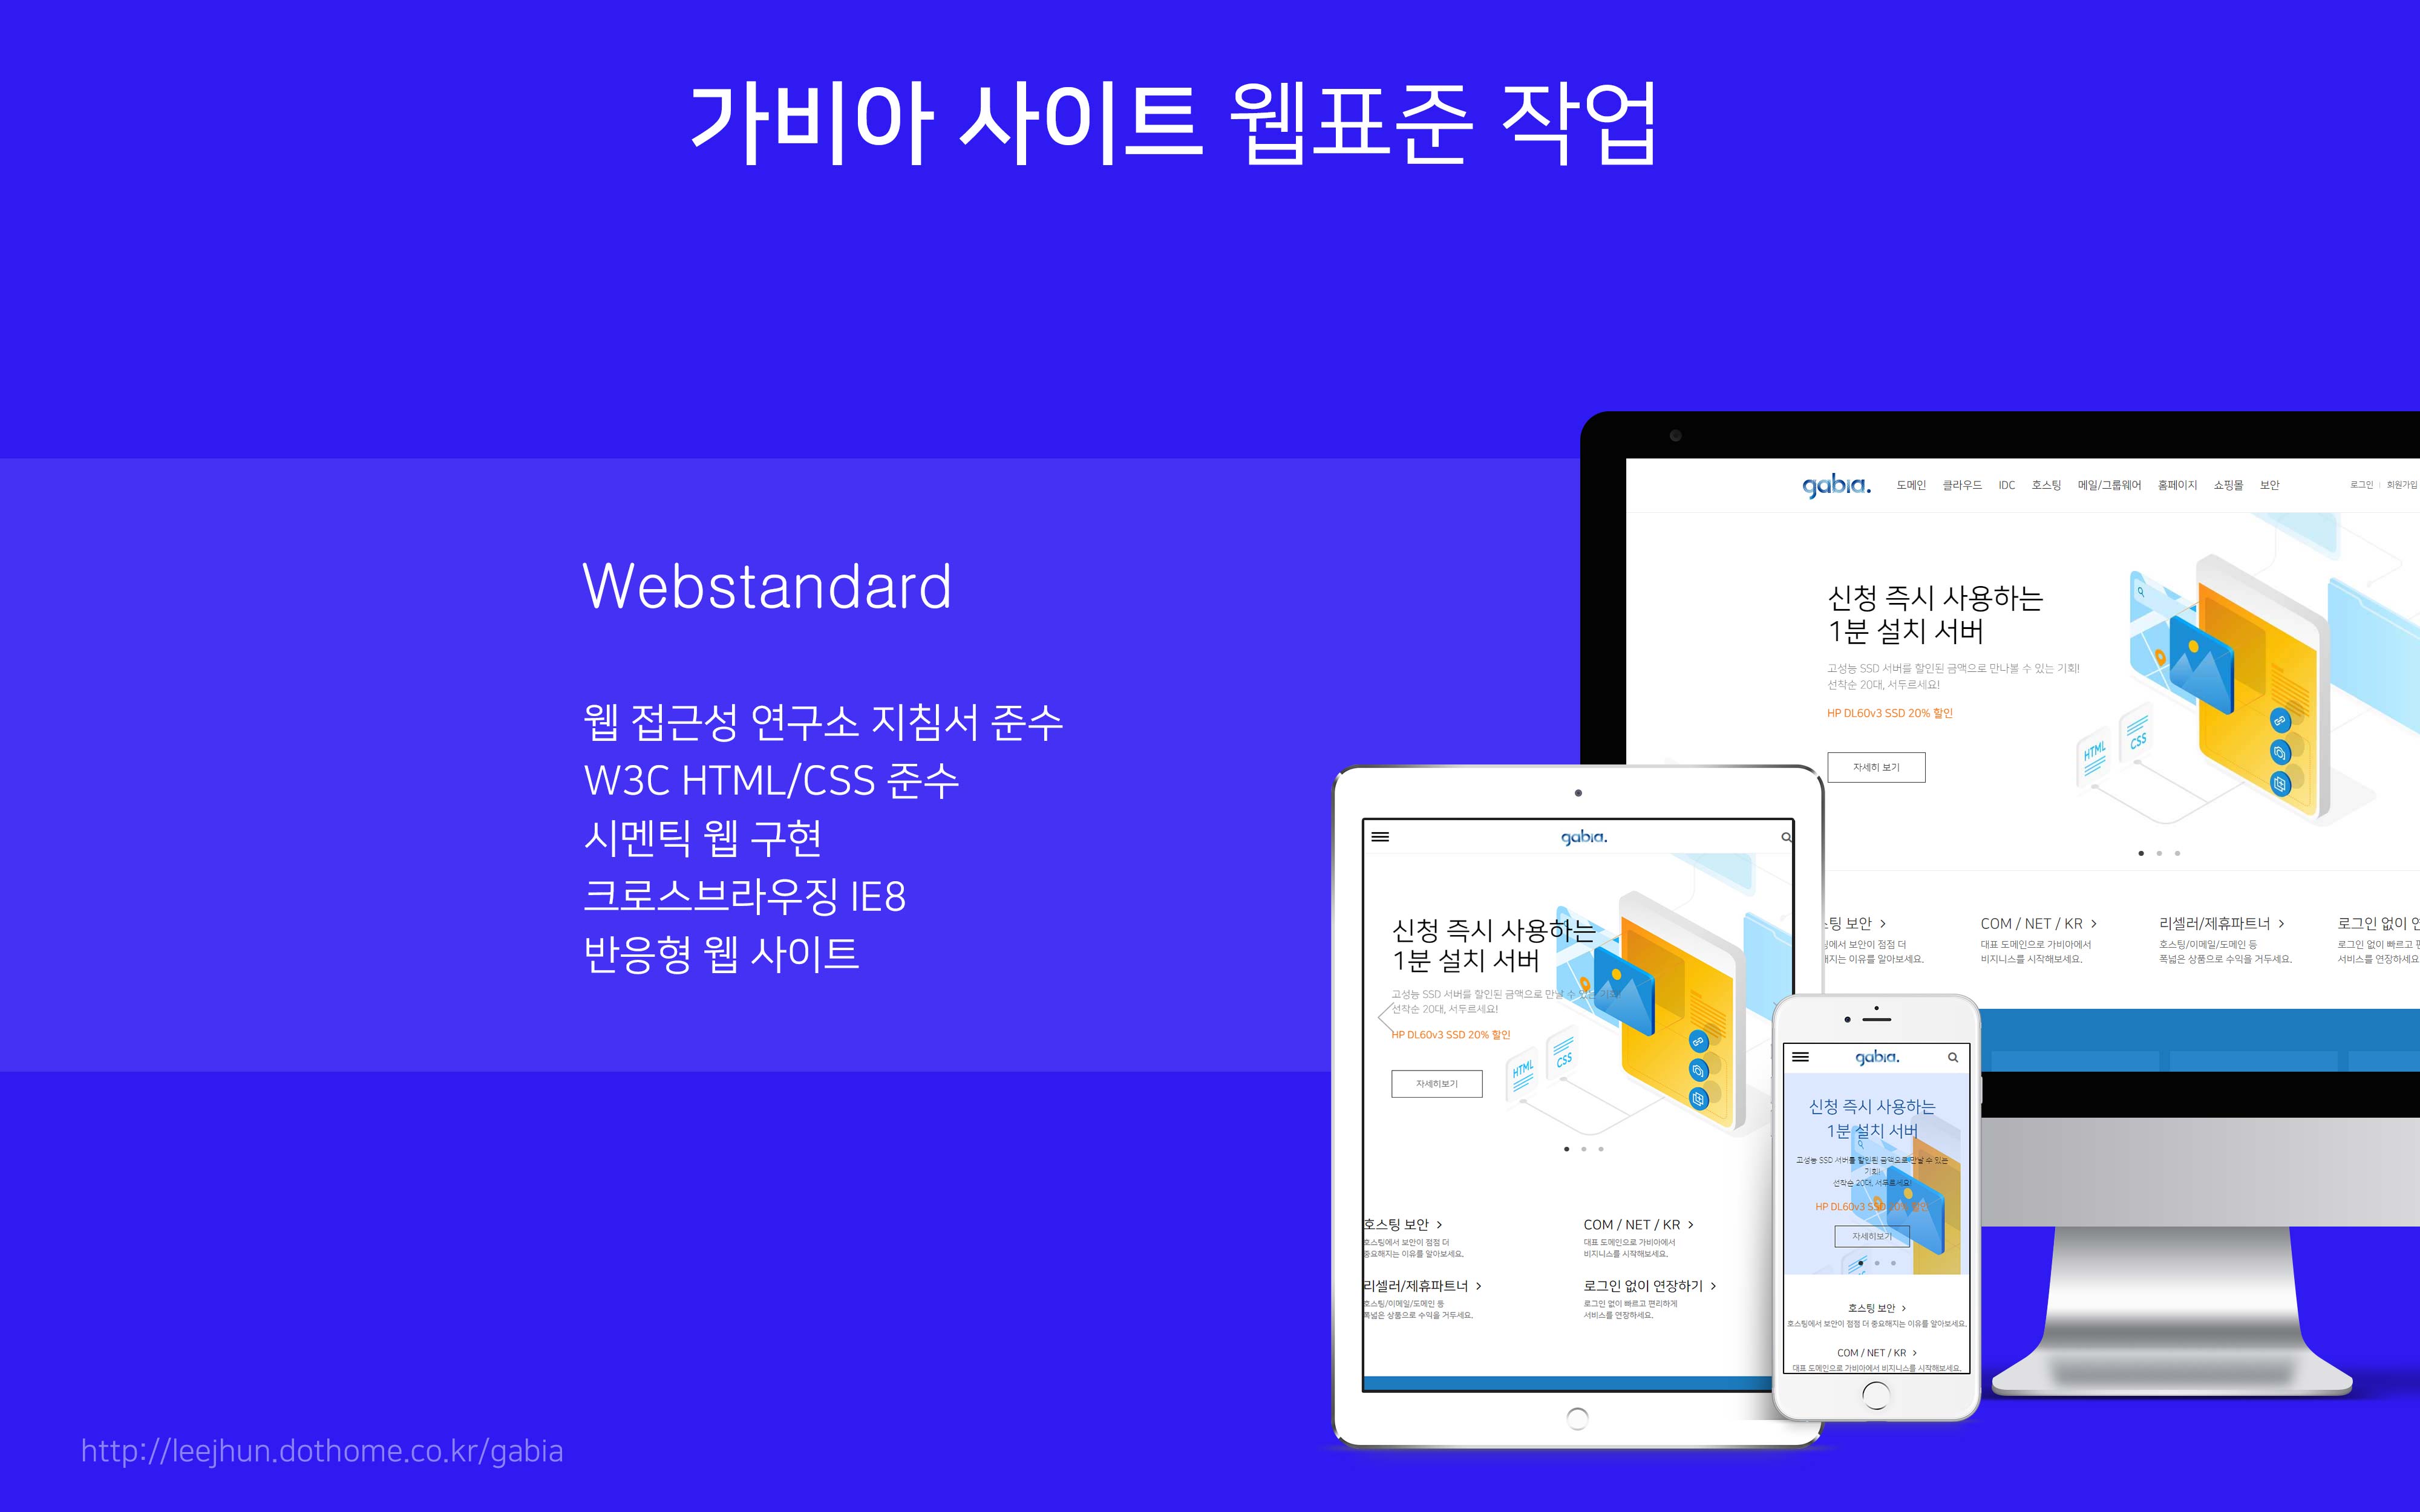 가비아 사이트 웹표준 작업
Webstandard
웹 접근성 연구소 지침서 준수
W3C HTML/CSS 준수
시멘틱 웹 구현
크로스브라우징 IE8
반응형 웹 사이트
http://leejhun.dothome.co.kr/gabia
gabia. 도메인 클라우드 IDC 호스팅 메일/그룹웨어 홈페이지 쇼핑몰 보안 로그인 회원가입
신청 즉시 사용하는
1분 설치 서버
고성능 SSD 서버를 할인된 금액으로 만나볼 수 있는 기회!
선착순 20대, 서두르세요!
HP DL60v3 SSD 20% 할인
자세히 보기
HTML CSS
팅 보안 > COM / NET / KR > 리셀러/제휴파트너 > 로그인 없이
에서 보안이 점점 더 대표 도메인으로 가비아에서 호스팅/이메일/도메인 등 로그인 없이 빠르고
해지는 이유를 알아보세요. 비지니스를 시작해보세요. 폭넓은 상품으로 수익을 거두세요. 서비스를 연장하세요
gabia.
신청 즉시 사용하는
1분 설치 서버
고성능 SSD 서버를 할인된 금액으로 만날 수 있는 기회!
선착순 20대, 서두르세요!
HP DL60v3 SSD 20% 할인
자세히보기
HTML CSS
호스팅 보안 > COM / NET / KR >
호스팅에서 보안이 점점 더 대표 도메인으로 가비아에서
중요해지는 이유를 알아보세요. 비지니스를 시작해보세요.
리셀러/제휴파트너 > 로그인 없이 연장하기 >
호스팅/이메일/도메인 등 로그인 없이 빠르고 편리하게
폭넓은 상품으로 수익을 거두세요. 서비스를 연장하세요.
gabia.
신청 즉시 사용하는
1분 설치 서버
고성능 SSD 서버를 할인된 금액으로 만날 수 있는
기회!
선착순 20대, 서두르세요!
HP DL60v3 SSD 20% 할인
자세히보기
호스팅 보안 >
호스팅에서 보안이 점점 더 중요해지는 이유를 알아보세요.
COM / NET / KR >
대표 도메인으로 가비아에서 비지니스를 시작해보세요.